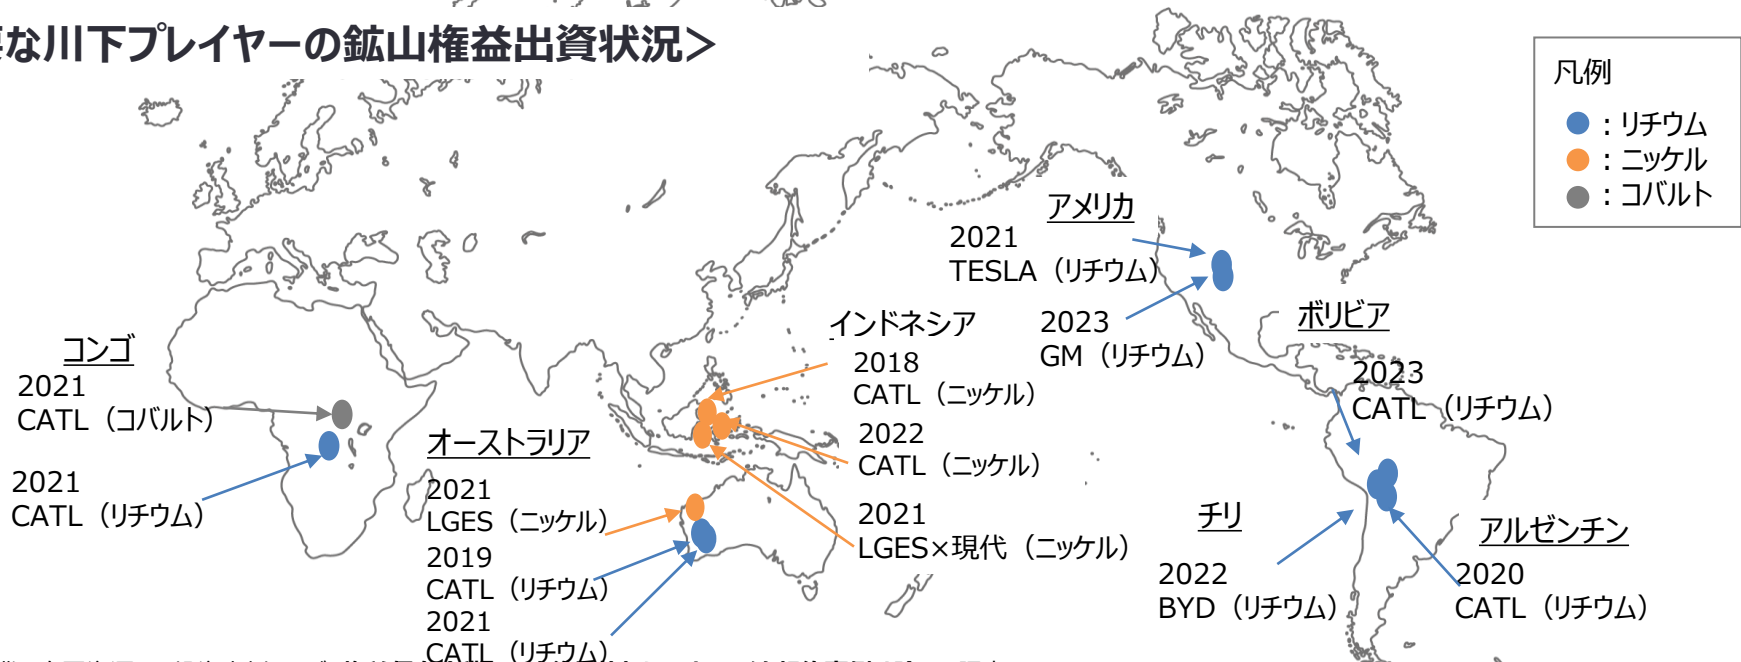 な川下プレイヤーの鉱山権益出資状況＞
凡例
：リチウム
：ニッケル
：コバルト
アメリカ
2021
TESLA（リチウム）
2023
GM（リチウム）
ボリビア
2023
CATL（リチウム）
インドネシア
2018
CATL（ニッケル）
2022
CATL（ニッケル）
2021
LGES×現代（ニッケル）
コンゴ
2021
CATL（コバルト）
2021
CATL（リチウム）
オーストラリア
2021
LGES（ニッケル）
2019
CATL（リチウム）
2021
CATL（リチウム）
チリ
2022
BYD（リチウム）
アルゼンチン
2020
CATL（リチウム）